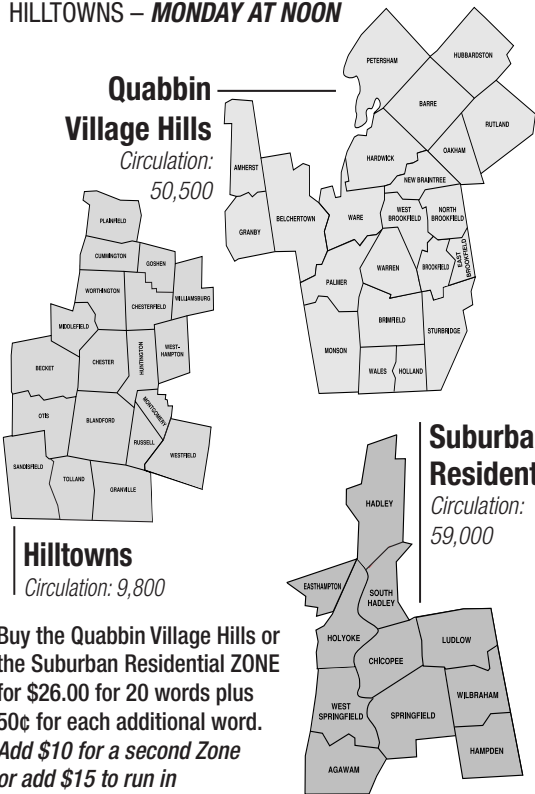 HILLTOWNS – MONDAY AT NOON
Quabbin
Village Hills
Circulation:
50,500
PETERSHAM
HUBBARDSTON
BARRE
RUTLAND
OAKHAM
HARDWICK
NEW BRAINTREE
AMHERST
GRANBY
BELCHERTOWN
WARE
WEST
BROOKFIELD
NORTH
BROOKFIELD
PALMER
WARREN
BROOKFIELD
EAST
BROOKFIELD
MONSON
BRIMFIELD
STURBRIDGE
WALES
HOLLAND
PLAINFIELD
CUMMINGTON
GOSHEN
WORTHINGTON
CHESTERFIELD
WILLIAMSBURG
MIDDLEFIELD
BECKET
CHESTER
HUNTINGTON
WEST-
HAMPTON
OTIS
BLANDFORD
MONTGOMERY
RUSSELL
WESTFIELD
SANDISFIELD
TOLLAND
GRANVILLE
Hilltowns
Circulation: 9,800
Suburba
Resident
Circulation:
59,000
HADLEY
EASTHAMPTON
SOUTH
HADLEY
HOLYOKE
CHICOPEE
LUDLOW
WEST
SPRINGFIELD
SPRINGFIELD
WILBRAHAM
AGAWAM
HAMPDEN
Buy the Quabbin Village Hills or
the Suburban Residential ZONE
for $26.00 for 20 words plus
50¢ for each additional word.
Add $10 for a second Zone
or add $15 to run in